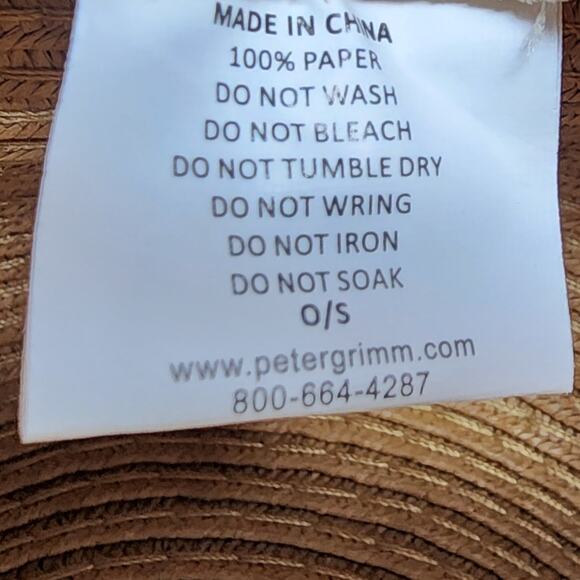 MADE IN CHINA
100% PAPER
DO NOT WASH
DO NOT BLEACH
DO NOT TUMBLE DRY
DO NOT WRING
DO NOT IRON
DO NOT SOAK
O/S
www.petergrimm.com
800-664-4287